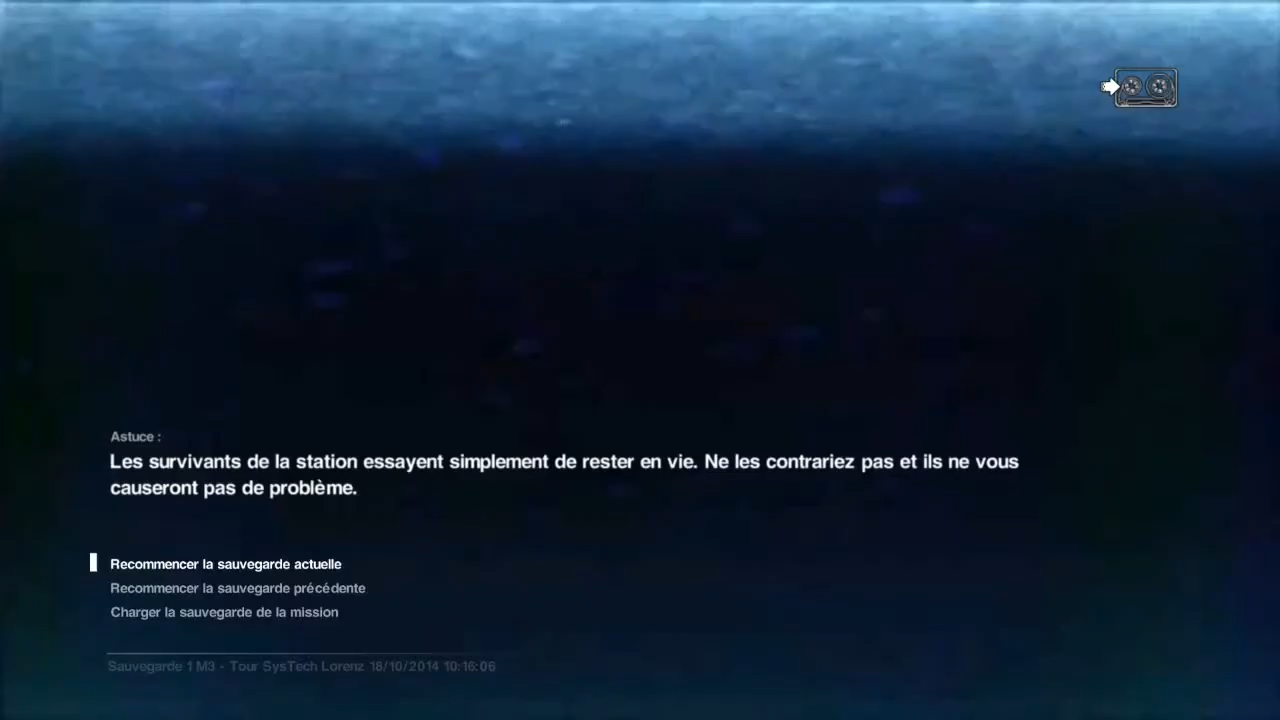 Astuce :
Les survivants de la station essayent simplement de rester en vie. Ne les contrariez pas et ils ne vous
causeront pas de problème.
Recommencer la sauvegarde actuelle
Recommencer la sauvegarde précédente
Charger la sauvegarde de la mission
Sauvegarde 1 M3 - Tour SysTech Lorenz 18/10/2014 10:16:06